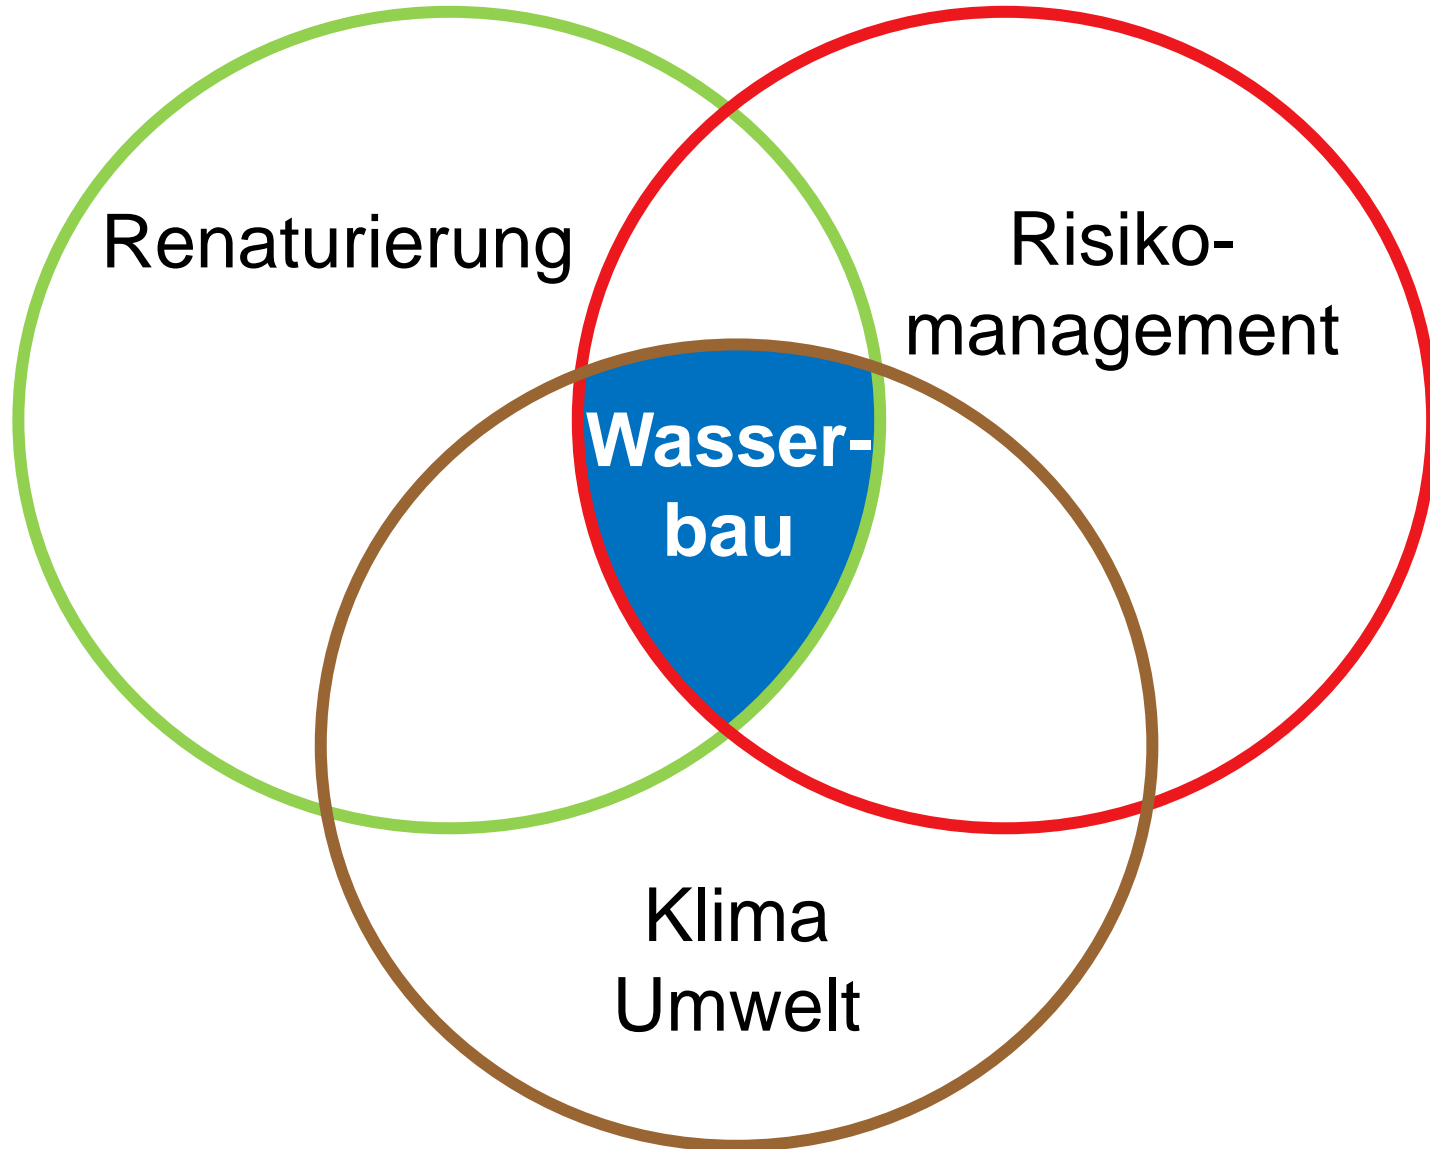 Renaturierung
Risiko-
management
Wasser-
bau
Klima
Umwelt